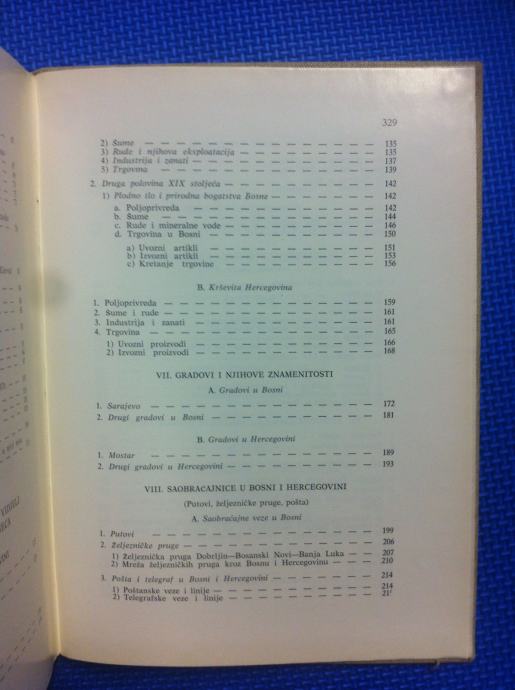 329
2) Šume — — — — — — — — — — — — — 135
3) Rude i njihova eksploatacija — — — — — — — — 135
4) Industrija i zanati — — — — — — — — — — 137
5) Trgovina — — — — — — — — — — — — 139
2. Druga polovina XIX stoljeća — — — — — — — — 142
1) Plodno tlo i prirodna bogatstva Bosne — — — — — — 142
a. Poljoprivreda — — — — — — — — — — 142
b. Šume — — — — — — — — — — — — 144
c. Rude i mineralne vode — — — — — — — — 146
d. Trgovina u Bosni — — — — — — — — — 150
a) Uvozni artikli — — — — — — — — — 151
b) Izvozni artikli — — — — — — — — — 153
c) Kretanje trgovine — — — — — — — — 156
B. Krševita Hercegovina
1. Poljoprivreda — — — — — — — — — — — — 159
2. Šume i rude — — — — — — — — — — — — 161
3. Industrija i zanati — — — — — — — — — — 161
4. Trgovina — — — — — — — — — — — — 165
1) Uvozni proizvodi — — — — — — — — — — 166
2) Izvozni proizvodi — — — — — — — — — — 168
VII. GRADOVI I NJIHOVE ZNAMENITOSTI
A. Gradovi u Bosni
1. Sarajevo — — — — — — — — — — — — 172
2. Drugi gradovi u Bosni — — — — — — — — — 181
B. Gradovi u Hercegovini
1. Mostar — — — — — — — — — — — — — 189
2. Drugi gradovi u Hercegovini — — — — — — — — 193
VIII. SAOBRAĆAJNICE U BOSNI I HERCEGOVINI
(Putovi, željezničke pruge, pošta)
A. Saobraćajne veze u Bosni
1. Putovi — — — — — — — — — — — — — 199
2. Željezničke pruge — — — — — — — — — — 206
1) Željeznička pruga Dobrljin—Bosanski Novi—Banja Luka — — 207
2) Mreža željezničkih pruga kroz Bosnu i Hercegovinu — — — 210
3. Pošta i telegraf u Bosni i Hercegovini — — — — — — 214
1) Poštanske veze i linije — — — — — — — — — 214
2) Telegrafske veze i linije — — — — — — — —